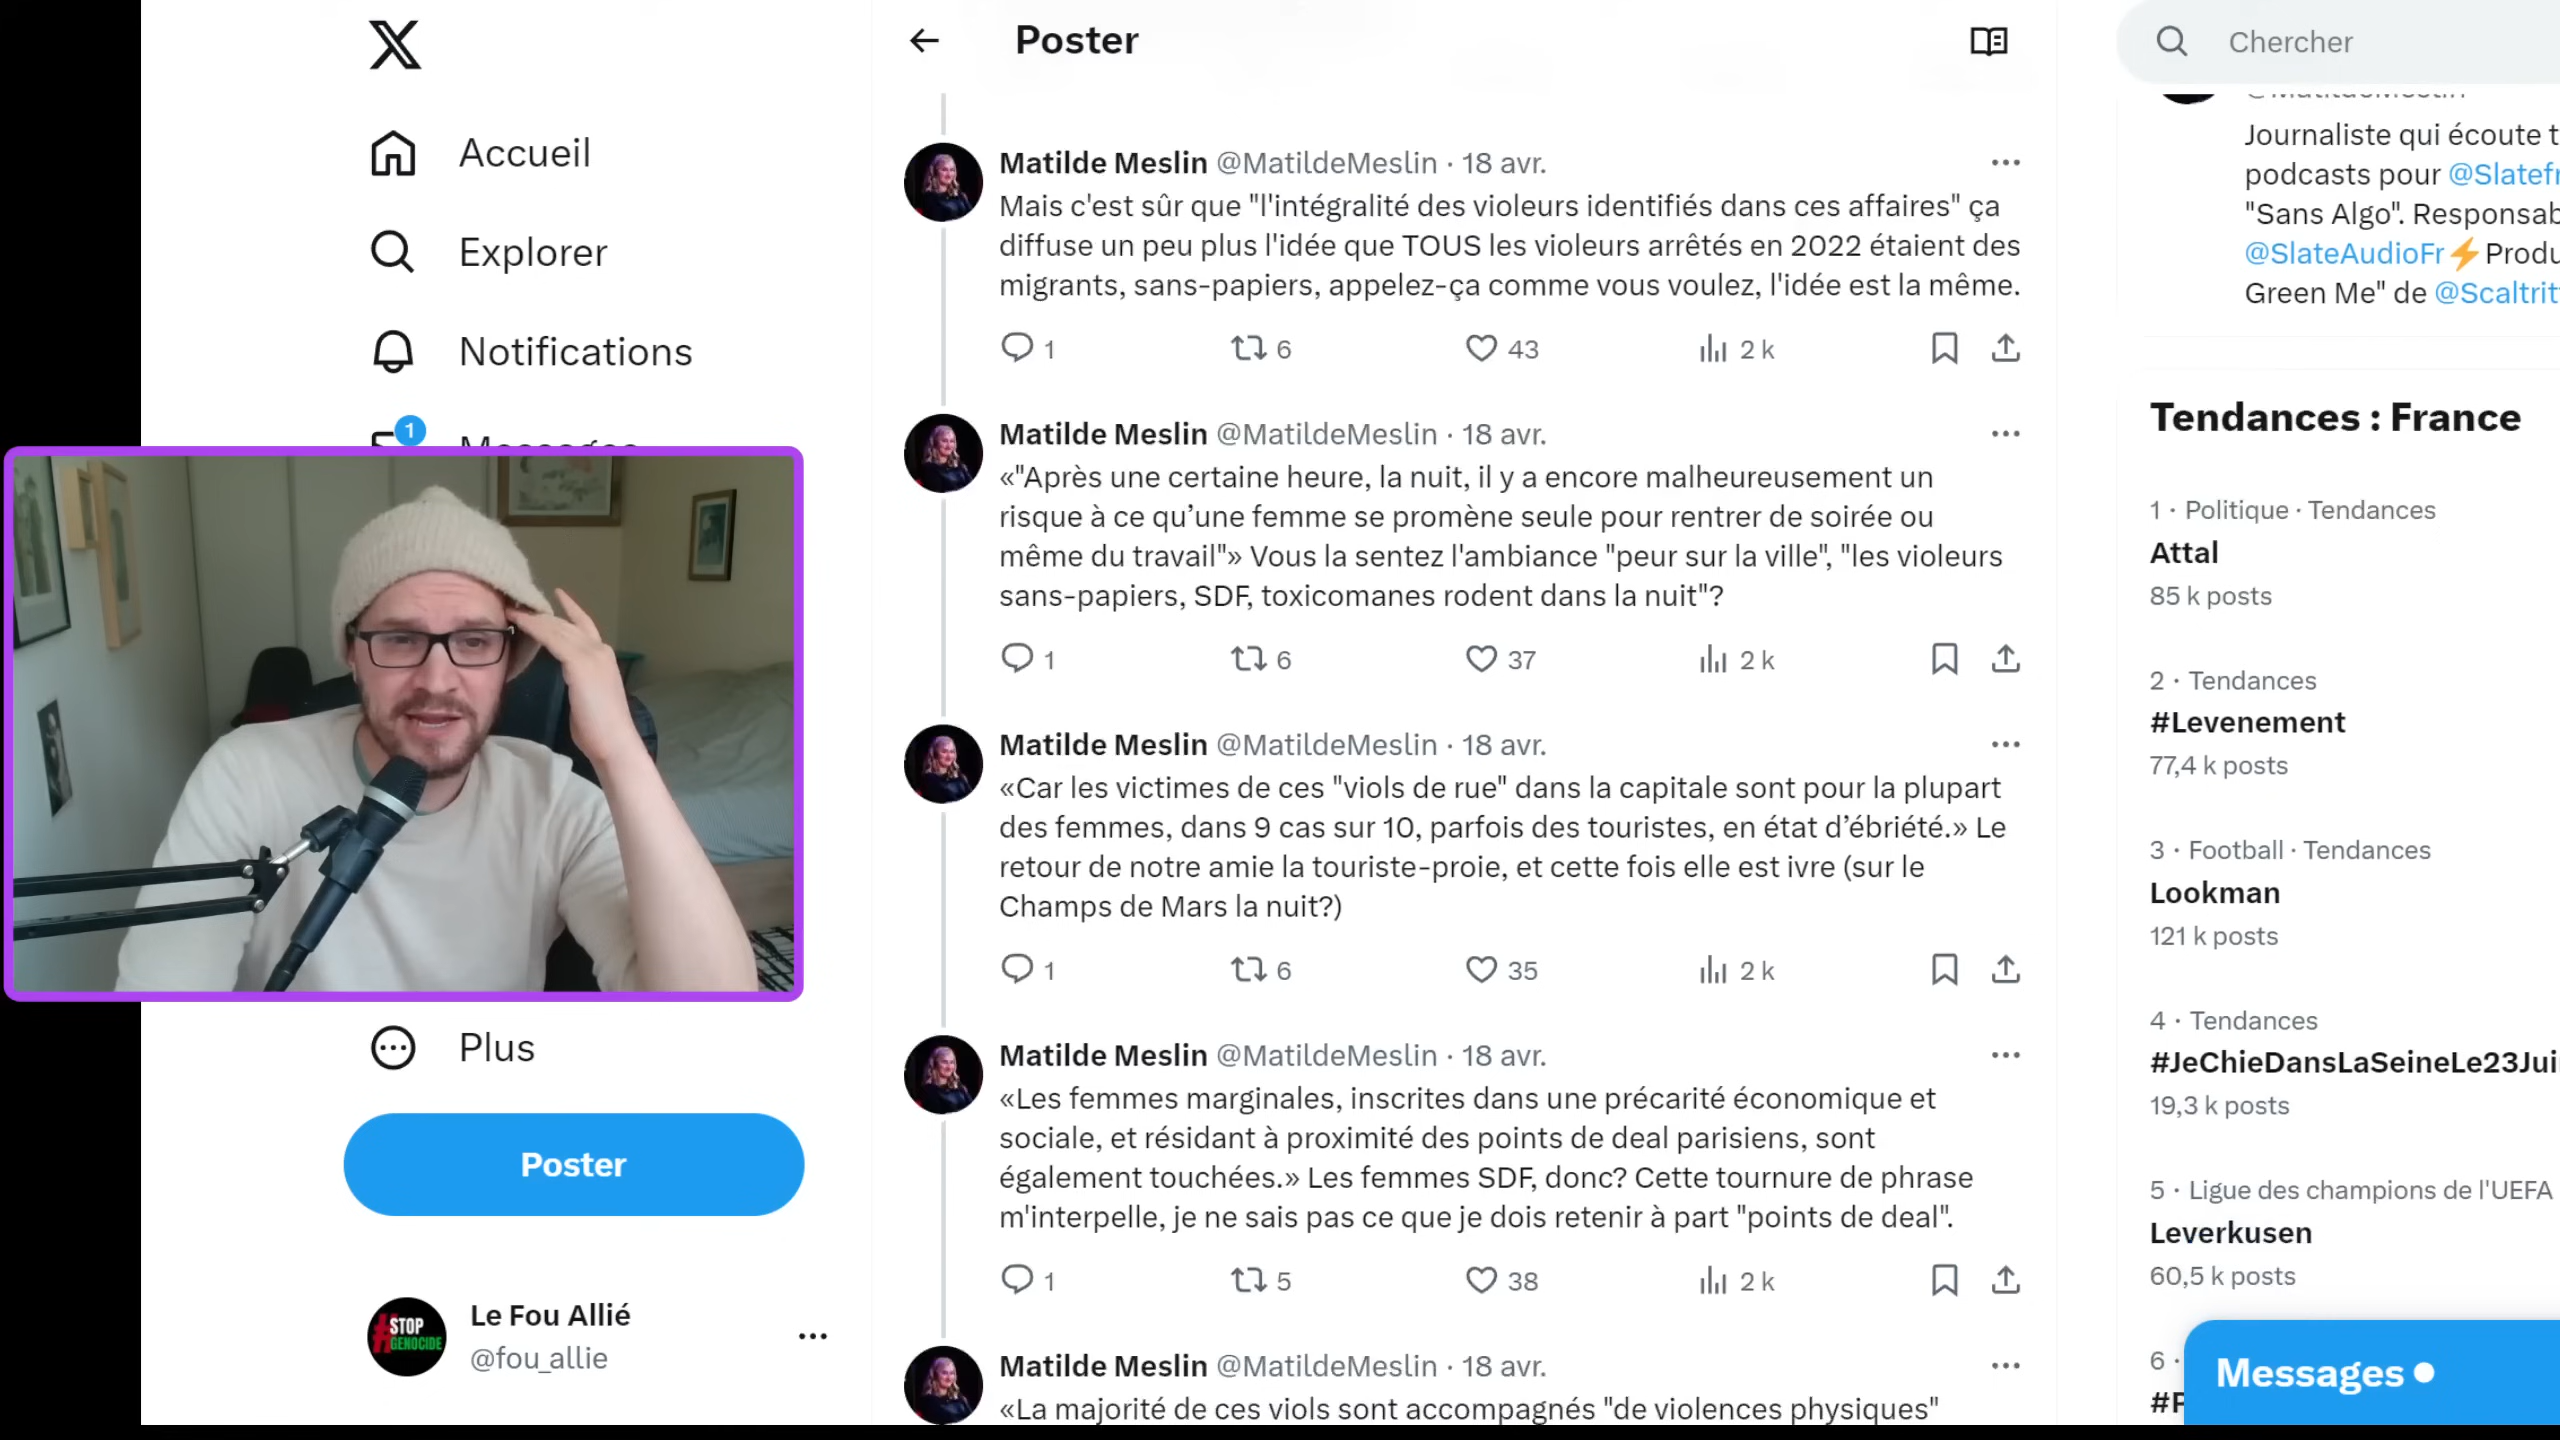 Accueil
Explorer
Notifications
1
Messages
Plus
Poster
#STOP
GENOCIDE
Le Fou Allié
@fou_allie
Poster
Matilde Meslin @MatildeMeslin · 18 avr.
Mais c'est sûr que "l'intégralité des violeurs identifiés dans ces affaires" ça
diffuse un peu plus l'idée que TOUS les violeurs arrêtés en 2022 étaient des
migrants, sans-papiers, appelez-ça comme vous voulez, l'idée est la même.
1 6 43 2 k
Matilde Meslin @MatildeMeslin · 18 avr.
«"Après une certaine heure, la nuit, il y a encore malheureusement un
risque à ce qu’une femme se promène seule pour rentrer de soirée ou
même du travail"» Vous la sentez l'ambiance "peur sur la ville", "les violeurs
sans-papiers, SDF, toxicomanes rodent dans la nuit"?
1 6 37 2 k
Matilde Meslin @MatildeMeslin · 18 avr.
«Car les victimes de ces "viols de rue" dans la capitale sont pour la plupart
des femmes, dans 9 cas sur 10, parfois des touristes, en état d’ébriété.» Le
retour de notre amie la touriste-proie, et cette fois elle est ivre (sur le
Champs de Mars la nuit?)
1 6 35 2 k
Matilde Meslin @MatildeMeslin · 18 avr.
«Les femmes marginales, inscrites dans une précarité économique et
sociale, et résidant à proximité des points de deal parisiens, sont
également touchées.» Les femmes SDF, donc? Cette tournure de phrase
m'interpelle, je ne sais pas ce que je dois retenir à part "points de deal".
1 5 38 2 k
Matilde Meslin @MatildeMeslin · 18 avr.
«La majorité de ces viols sont accompagnés "de violences physiques"
Chercher
@MatildeMeslin
Journaliste qui écoute t
podcasts pour @Slatefr
"Sans Algo". Responsab
@SlateAudioFr⚡Produ
Green Me" de @Scaltrit
Tendances : France
1 · Politique · Tendances
Attal
85 k posts
2 · Tendances
#Levenement
77,4 k posts
3 · Football · Tendances
Lookman
121 k posts
4 · Tendances
#JeChieDansLaSeineLe23Jui
19,3 k posts
5 · Ligue des champions de l'UEFA
Leverkusen
60,5 k posts
6 ·
Messages